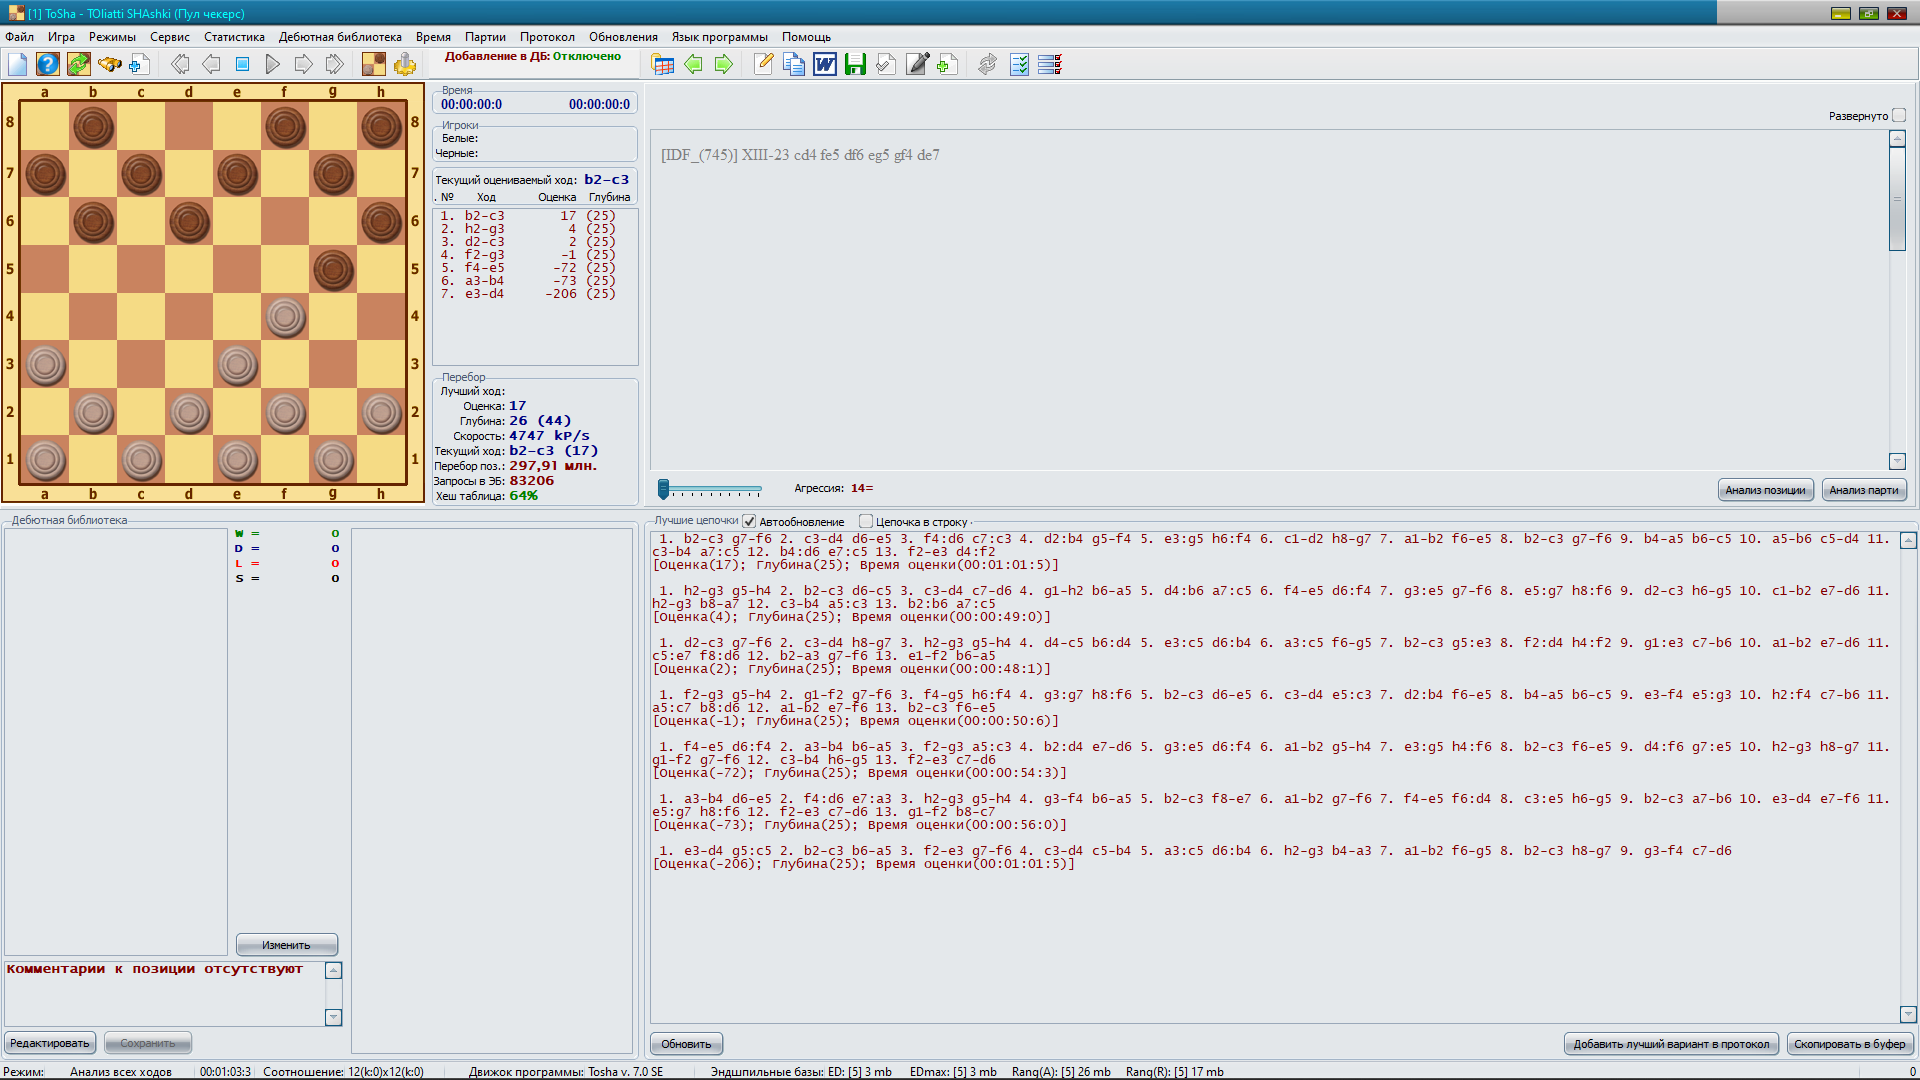 [1] ToSha - TOliatti SHAshki (Пул чекерс)
Файл Игра Режимы Сервис Статистика Дебютная библиотека Время Партии Протокол Обновления Язык программы Помощь
Добавление в ДБ: Отключено
a b c d e f g h
8 8
7 7
6 6
5 5
4 4
3 3
2 2
1 1
a b c d e f g h
Время
00:00:00:0 00:00:00:0
Игроки
Белые:
Черные:
Текущий оцениваемый ход: b2-c3
. № Ход Оценка Глубина
1. b2-c3 17 (25)
2. h2-g3 4 (25)
3. d2-c3 2 (25)
4. f2-g3 -1 (25)
5. f4-e5 -72 (25)
6. a3-b4 -73 (25)
7. e3-d4 -206 (25)
Перебор
Лучший ход:
Оценка: 17
Глубина: 26 (44)
Скорость: 4747 kP/s
Текущий ход: b2-c3 (17)
Перебор поз.: 297,91 млн.
Запросы в ЭБ: 83206
Хеш таблица: 64%
Развернуто
[IDF_(745)] XIII-23 cd4 fe5 df6 eg5 gf4 de7
Агрессия: 14=
Анализ позиции Анализ парти
Дебютная библиотека
W = 0
D = 0
L = 0
S = 0
Изменить
Комментарии к позиции отсутствуют
Редактировать Сохранить
Лучшие цепочки Автообновление Цепочка в строку .
1. b2-c3 g7-f6 2. c3-d4 d6-e5 3. f4:d6 c7:c3 4. d2:b4 g5-f4 5. e3:g5 h6:f4 6. c1-d2 h8-g7 7. a1-b2 f6-e5 8. b2-c3 g7-f6 9. b4-a5 b6-c5 10. a5-b6 c5-d4 11.
c3-b4 a7:c5 12. b4:d6 e7:c5 13. f2-e3 d4:f2
[Оценка(17); Глубина(25); Время оценки(00:01:01:5)]
1. h2-g3 g5-h4 2. b2-c3 d6-c5 3. c3-d4 c7-d6 4. g1-h2 b6-a5 5. d4:b6 a7:c5 6. f4-e5 d6:f4 7. g3:e5 g7-f6 8. e5:g7 h8:f6 9. d2-c3 h6-g5 10. c1-b2 e7-d6 11.
h2-g3 b8-a7 12. c3-b4 a5:c3 13. b2:b6 a7:c5
[Оценка(4); Глубина(25); Время оценки(00:00:49:0)]
1. d2-c3 g7-f6 2. c3-d4 h8-g7 3. h2-g3 g5-h4 4. d4-c5 b6:d4 5. e3:c5 d6:b4 6. a3:c5 f6-g5 7. b2-c3 g5:e3 8. f2:d4 h4:f2 9. g1:e3 c7-b6 10. a1-b2 e7-d6 11.
c5:e7 f8:d6 12. b2-a3 g7-f6 13. e1-f2 b6-a5
[Оценка(2); Глубина(25); Время оценки(00:00:48:1)]
1. f2-g3 g5-h4 2. g1-f2 g7-f6 3. f4-g5 h6:f4 4. g3:g7 h8:f6 5. b2-c3 d6-e5 6. c3-d4 e5:c3 7. d2:b4 f6-e5 8. b4-a5 b6-c5 9. e3-f4 e5:g3 10. h2:f4 c7-b6 11.
a5:c7 b8:d6 12. a1-b2 e7-f6 13. b2-c3 f6-e5
[Оценка(-1); Глубина(25); Время оценки(00:00:50:6)]
1. f4-e5 d6:f4 2. a3-b4 b6-a5 3. f2-g3 a5:c3 4. b2:d4 e7-d6 5. g3:e5 d6:f4 6. a1-b2 g5-h4 7. e3:g5 h4:f6 8. b2-c3 f6-e5 9. d4:f6 g7:e5 10. h2-g3 h8-g7 11.
g1-f2 g7-f6 12. c3-b4 h6-g5 13. f2-e3 c7-d6
[Оценка(-72); Глубина(25); Время оценки(00:00:54:3)]
1. a3-b4 d6-e5 2. f4:d6 e7:a3 3. h2-g3 g5-h4 4. g3-f4 b6-a5 5. b2-c3 f8-e7 6. a1-b2 g7-f6 7. f4-e5 f6:d4 8. c3:e5 h6-g5 9. b2-c3 a7-b6 10. e3-d4 e7-f6 11.
e5:g7 h8:f6 12. f2-e3 c7-d6 13. g1-f2 b8-c7
[Оценка(-73); Глубина(25); Время оценки(00:00:56:0)]
1. e3-d4 g5:c5 2. b2-c3 b6-a5 3. f2-e3 g7-f6 4. c3-d4 c5-b4 5. a3:c5 d6:b4 6. h2-g3 b4-a3 7. a1-b2 f6-g5 8. b2-c3 h8-g7 9. g3-f4 c7-d6
[Оценка(-206); Глубина(25); Время оценки(00:01:01:5)]
Обновить Добавить лучший вариант в протокол Скопировать в буфер
Режим: Анализ всех ходов 00:01:03:3 Соотношение: 12(k:0)x12(k:0) Движок программы: Tosha v. 7.0 SE Эндшпильные базы: ED: [5] 3 mb EDmax: [5] 3 mb Rang(A): [5] 26 mb Rang(R): [5] 17 mb 0